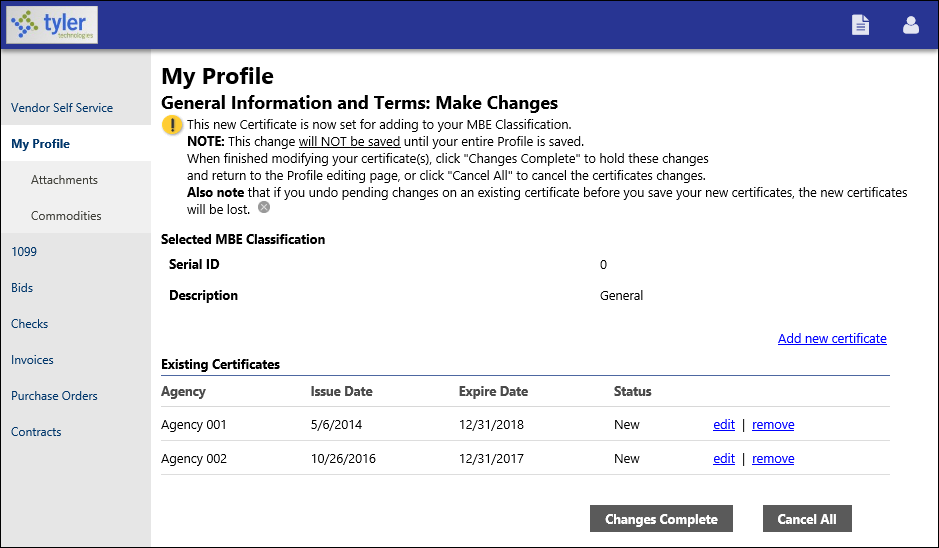 tyler
technologies
My Profile
General Information and Terms: Make Changes
Vendor Self Service
My Profile
Attachments
Commodities
1099
Bids
Checks
Invoices
Purchase Orders
Contracts
This new Certificate is now set for adding to your MBE Classification.
NOTE: This change will NOT be saved until your entire Profile is saved.
When finished modifying your certificate(s), click "Changes Complete" to hold these changes
and return to the Profile editing page, or click "Cancel All" to cancel the certificates changes.
Also note that if you undo pending changes on an existing certificate before you save your new certificates, the new certificates
will be lost.
Selected MBE Classification
Serial ID 0
Description General
Add new certificate
Existing Certificates
Agency Issue Date Expire Date Status
Agency 001 5/6/2014 12/31/2018 New edit | remove
Agency 002 10/26/2016 12/31/2017 New edit | remove
Changes Complete Cancel All